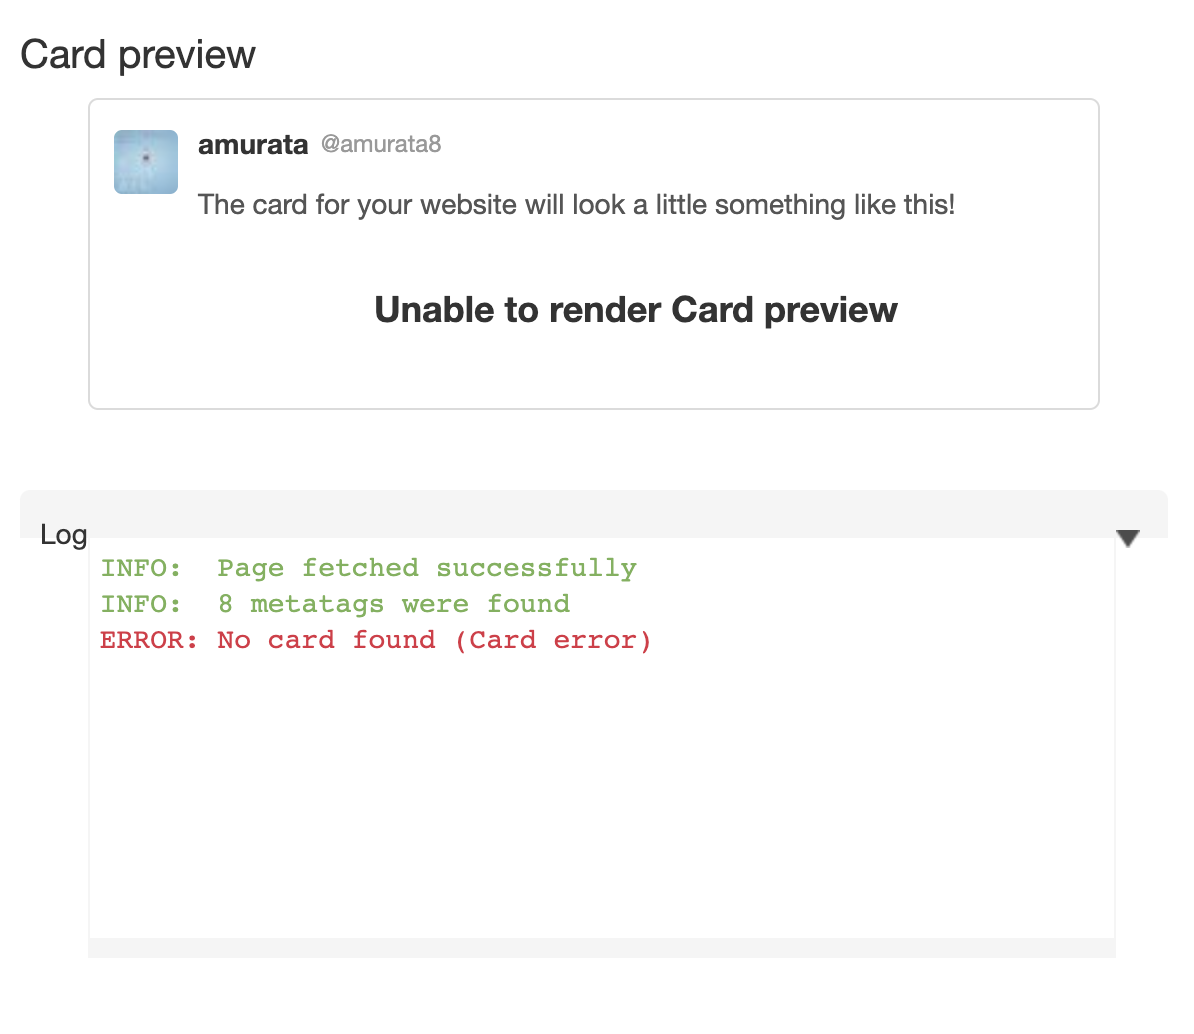 Card preview
amurata @amurata8
The card for your website will look a little something like this!
Unable to render Card preview
Log
INFO:  Page fetched successfully
INFO:  8 metatags were found
ERROR: No card found (Card error)